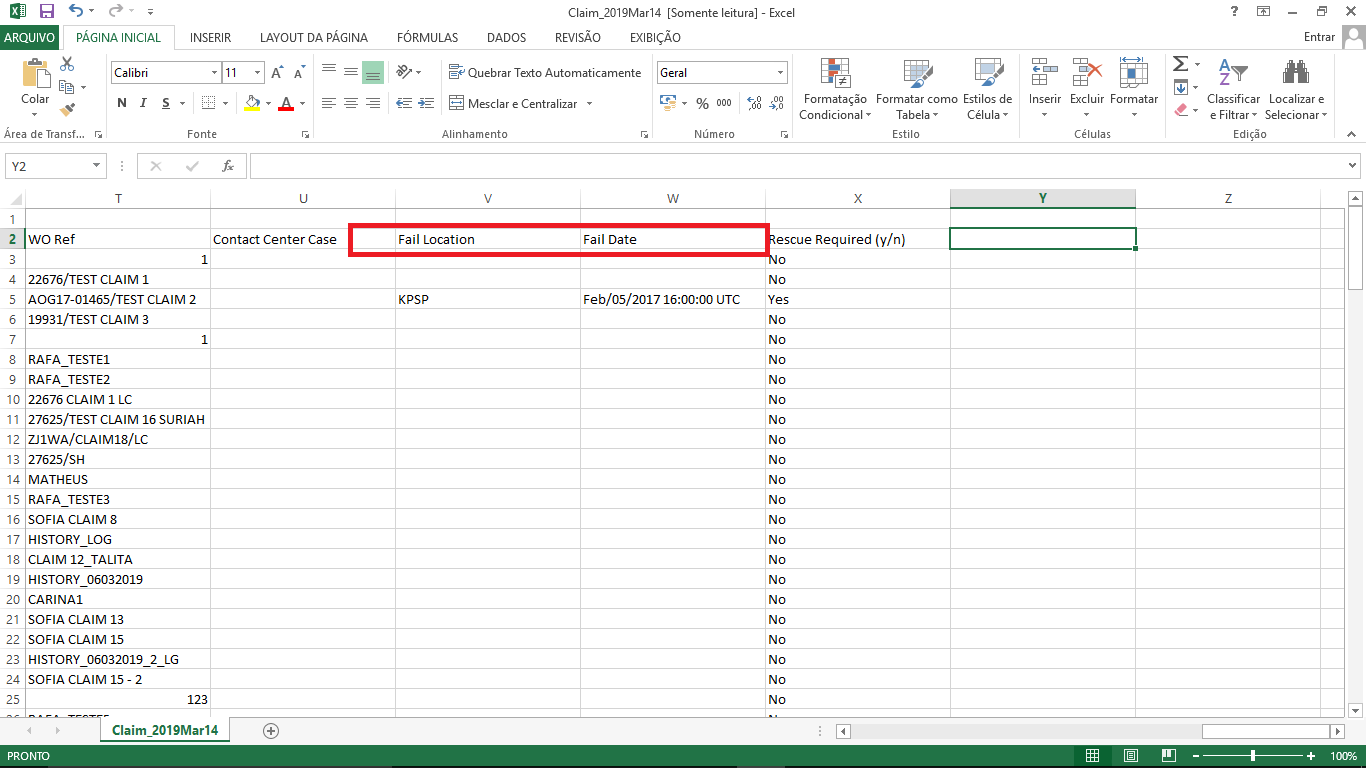 Claim_2019Mar14 [Somente leitura] - Excel
ARQUIVO PÁGINA INICIAL INSERIR LAYOUT DA PÁGINA FÓRMULAS DADOS REVISÃO EXIBIÇÃO Entrar
Colar
Calibri 11
N I S
Quebrar Texto Automaticamente
Mesclar e Centralizar
Geral
% 000
Formatação Condicional
Formatar como Tabela
Estilos de Célula
Inserir
Excluir
Formatar
Classificar e Filtrar
Localizar e Selecionar
Área de Transf... Fonte Alinhamento Número Estilo Células Edição
Y2 fx
T U V W X Y Z
1
2 WO Ref Contact Center Case Fail Location Fail Date Rescue Required (y/n)
3 1 No
4 22676/TEST CLAIM 1 No
5 AOG17-01465/TEST CLAIM 2 KPSP Feb/05/2017 16:00:00 UTC Yes
6 19931/TEST CLAIM 3 No
7 1 No
8 RAFA_TESTE1 No
9 RAFA_TESTE2 No
10 22676 CLAIM 1 LC No
11 27625/TEST CLAIM 16 SURIAH No
12 ZJ1WA/CLAIM18/LC No
13 27625/SH No
14 MATHEUS No
15 RAFA_TESTE3 No
16 SOFIA CLAIM 8 No
17 HISTORY_LOG No
18 CLAIM 12_TALITA No
19 HISTORY_06032019 No
20 CARINA1 No
21 SOFIA CLAIM 13 No
22 SOFIA CLAIM 15 No
23 HISTORY_06032019_2_LG No
24 SOFIA CLAIM 15 - 2 No
25 123 No
Claim_2019Mar14
PRONTO 100%